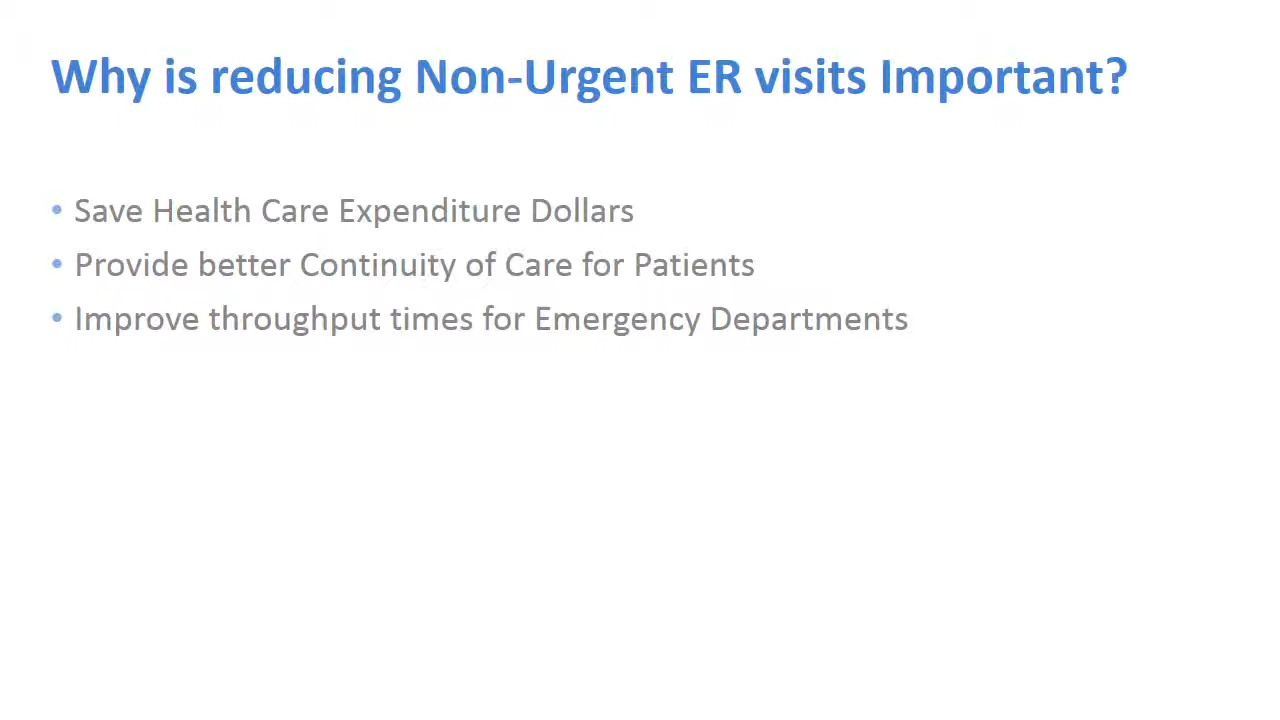 Why is reducing Non-Urgent ER visits Important?
• Save Health Care Expenditure Dollars
• Provide better Continuity of Care for Patients
• Improve throughput times for Emergency Departments